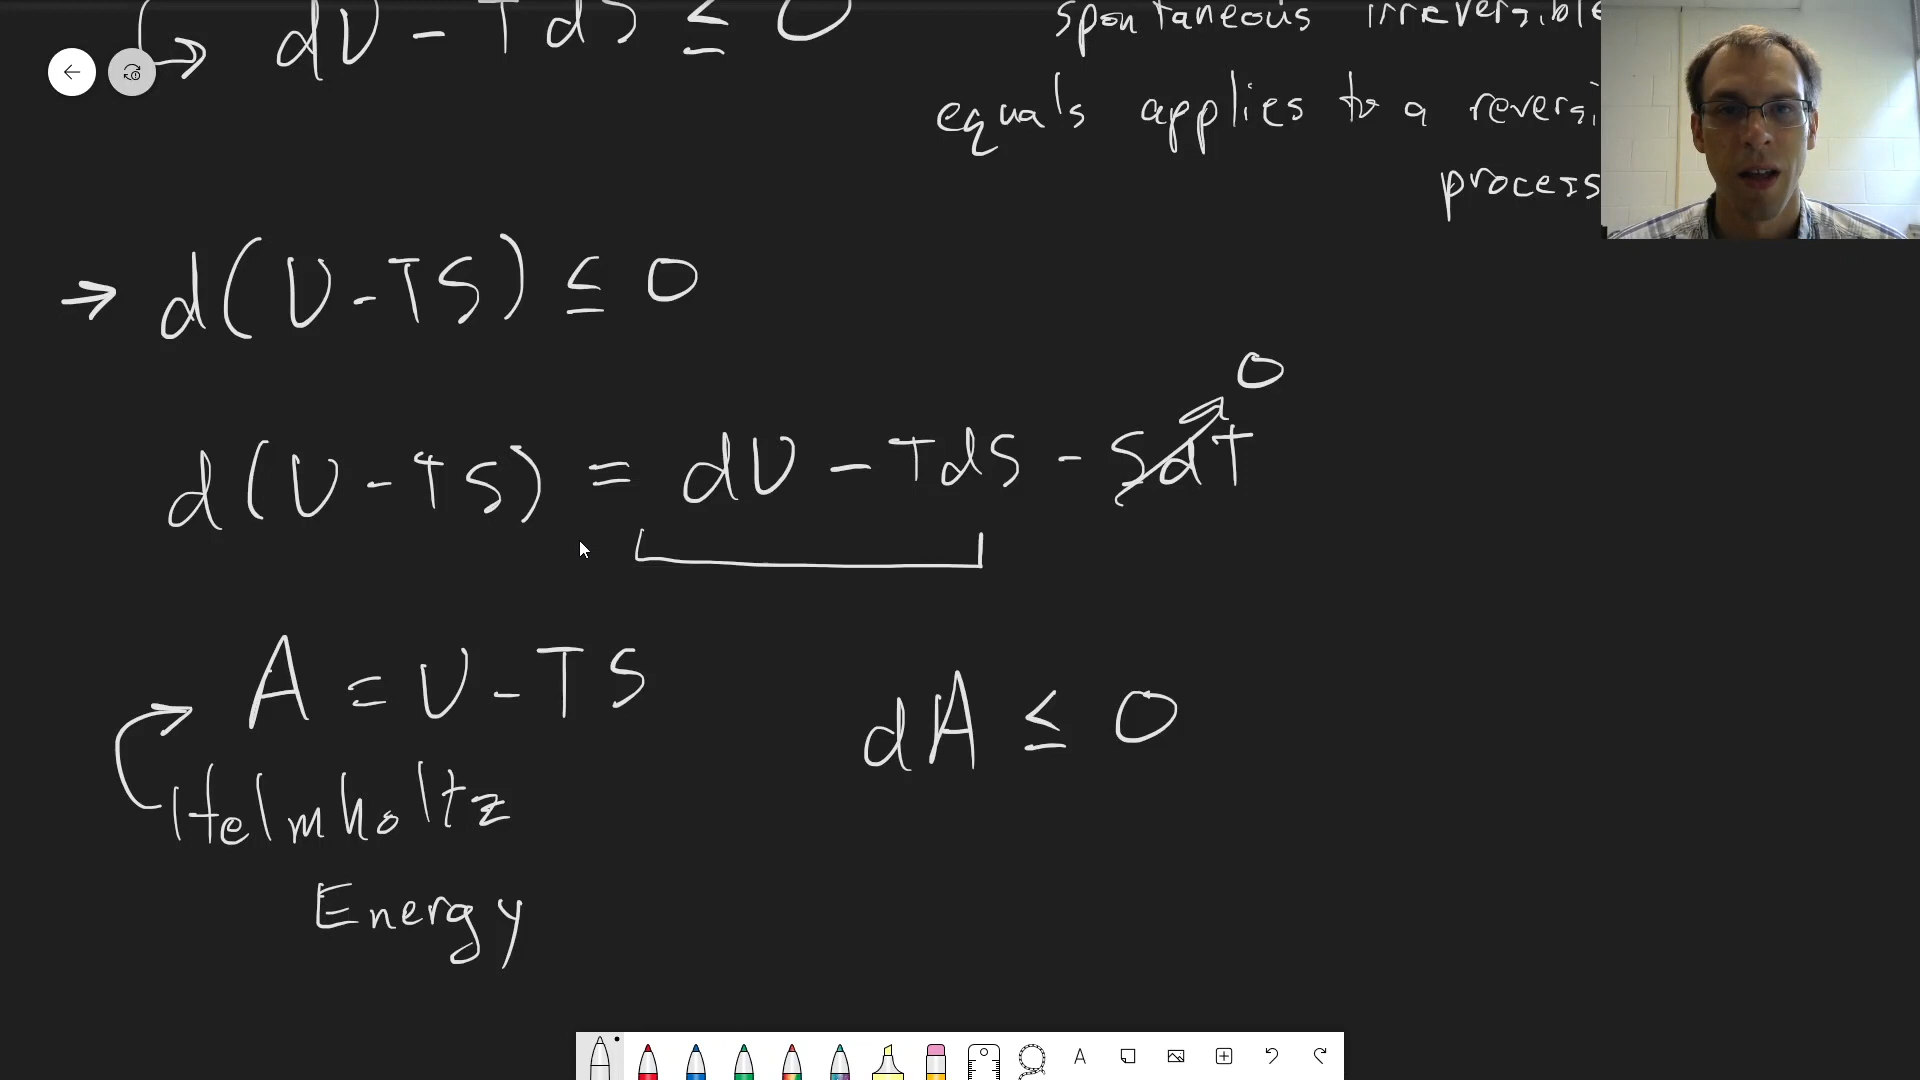 dU - TdS ≤ 0
spontaneous irreversible
equals applies to a reversi
process
→ d(U-TS) ≤ 0
0
d(U-TS) = dU - TdS - SdT
A = U - TS
dA ≤ 0
Helmholtz
Energy
A